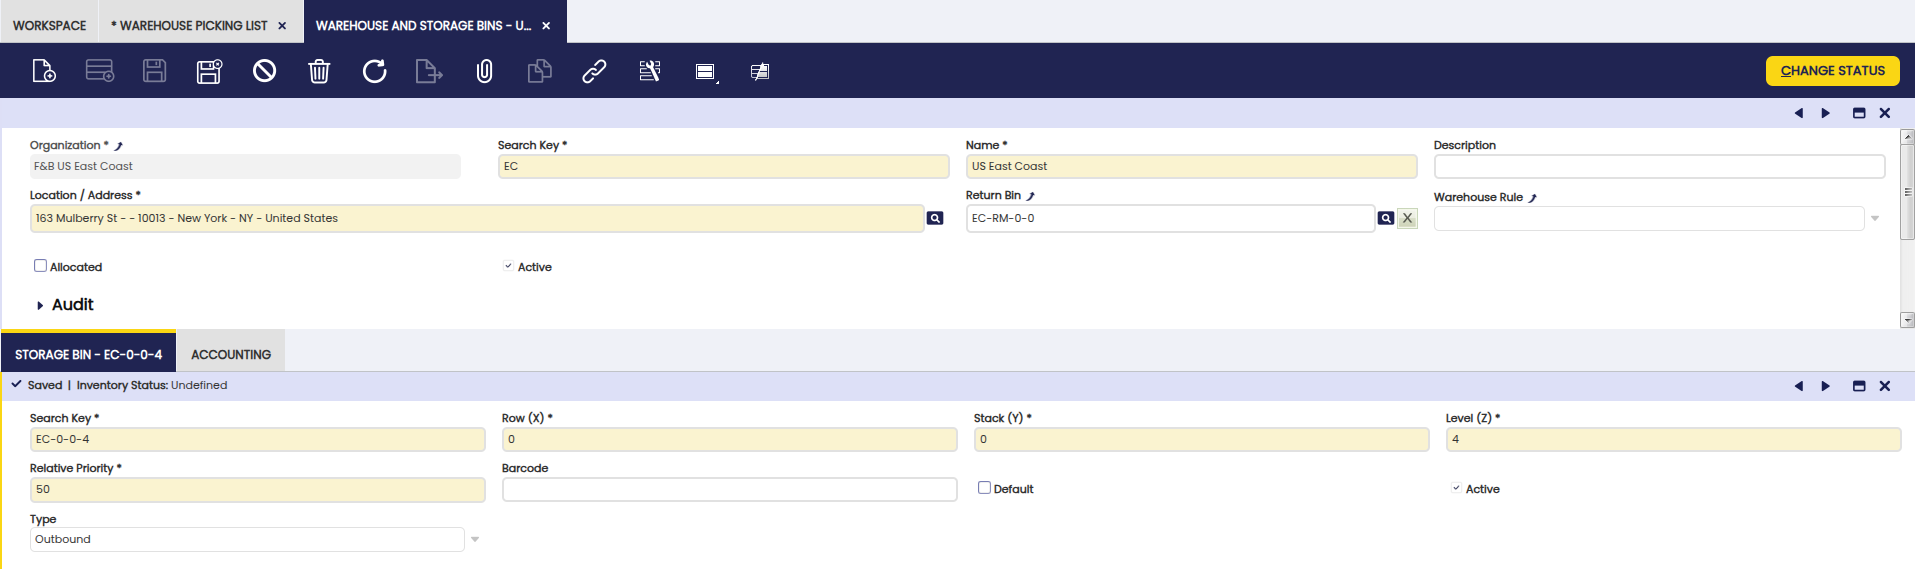 WORKSPACE * WAREHOUSE PICKING LIST × WAREHOUSE AND STORAGE BINS - U... ×
CHANGE STATUS
Organization * Search Key * Name * Description
F&B US East Coast EC US East Coast
Location / Address * Return Bin Warehouse Rule
163 Mulberry St - - 10013 - New York - NY - United States EC-RM-0-0 X
Allocated Active
Audit
STORAGE BIN - EC-0-0-4 ACCOUNTING
Saved | Inventory Status: Undefined
Search Key * Row (X) * Stack (Y) * Level (Z) *
EC-0-0-4 0 0 4
Relative Priority * Barcode
50 Default Active
Type
Outbound